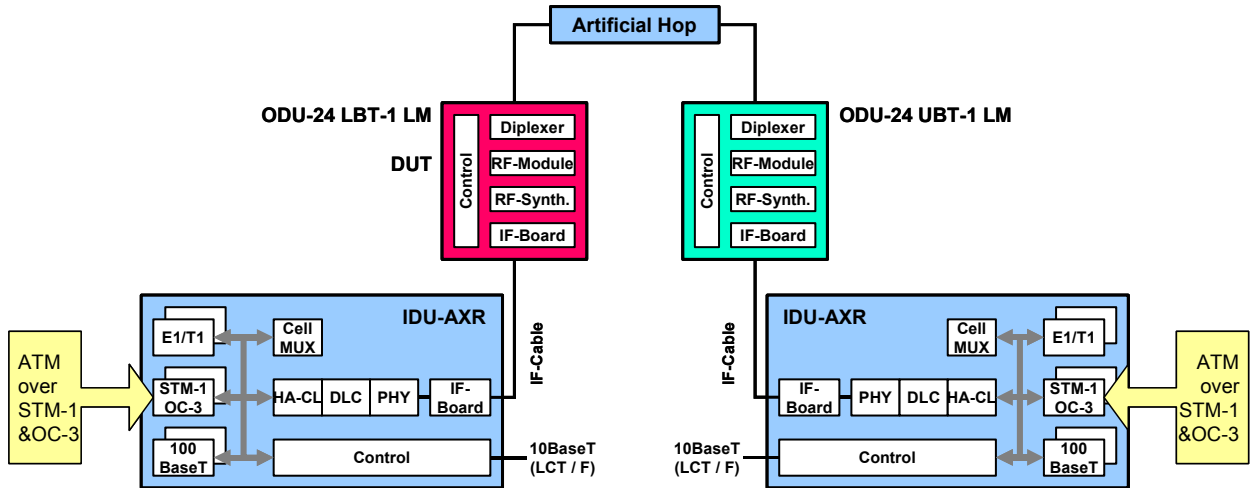 Artificial Hop
ODU-24 LBT-1 LM
DUT
Control
Diplexer
RF-Module
RF-Synth.
IF-Board
Control
Diplexer
RF-Module
RF-Synth.
IF-Board
ODU-24 UBT-1 LM
ATM
over
STM-1
&OC-3
IDU-AXR
E1/T1
Cell
MUX
STM-1
OC-3
HA-CL
DLC
PHY
IF-
Board
100
BaseT
Control
IF-Cable
10BaseT
(LCT / F)
IF-Cable
10BaseT
(LCT / F)
IDU-AXR
Cell
MUX
E1/T1
IF-
Board
PHY
DLC
HA-CL
STM-1
OC-3
Control
100
BaseT
ATM
over
STM-1
&OC-3